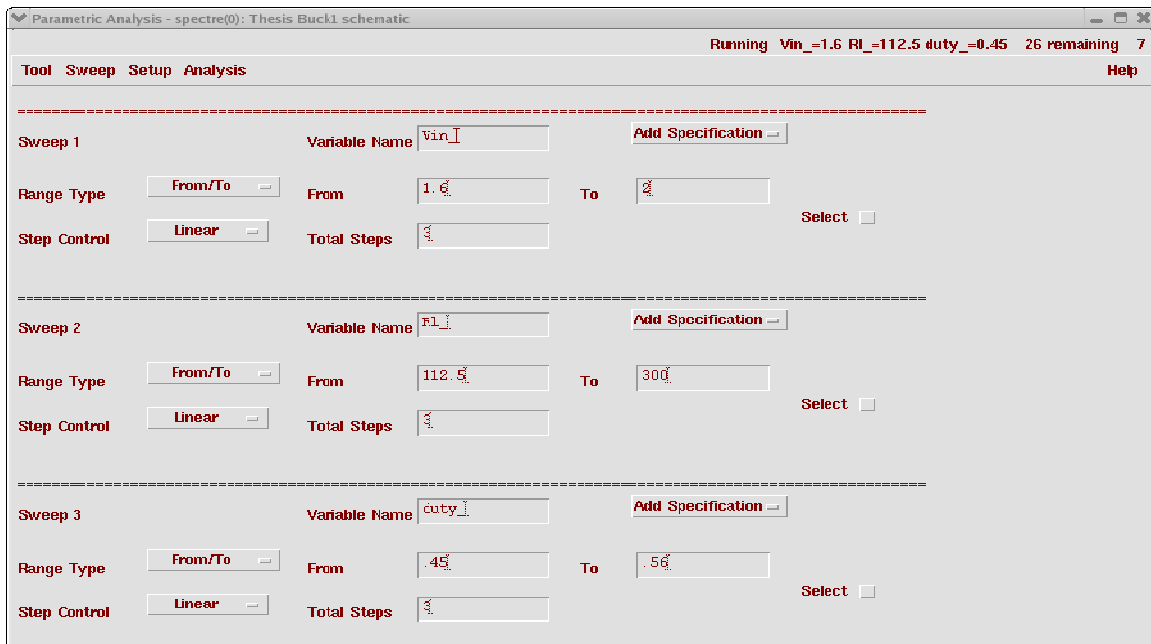 Parametric Analysis - spectre(0): Thesis Buck1 schematic
Running Vin_=1.6 Rl_=112.5 duty_=0.45 26 remaining 7
Tool Sweep Setup Analysis Help
Sweep 1 Variable Name Vin_ Add Specification
Range Type From/To From 1.6 To 2
Select
Step Control Linear Total Steps 3
Sweep 2 Variable Name Rl_ Add Specification
Range Type From/To From 112.5 To 300
Select
Step Control Linear Total Steps 3
Sweep 3 Variable Name duty_ Add Specification
Range Type From/To From .45 To .56
Select
Step Control Linear Total Steps 3